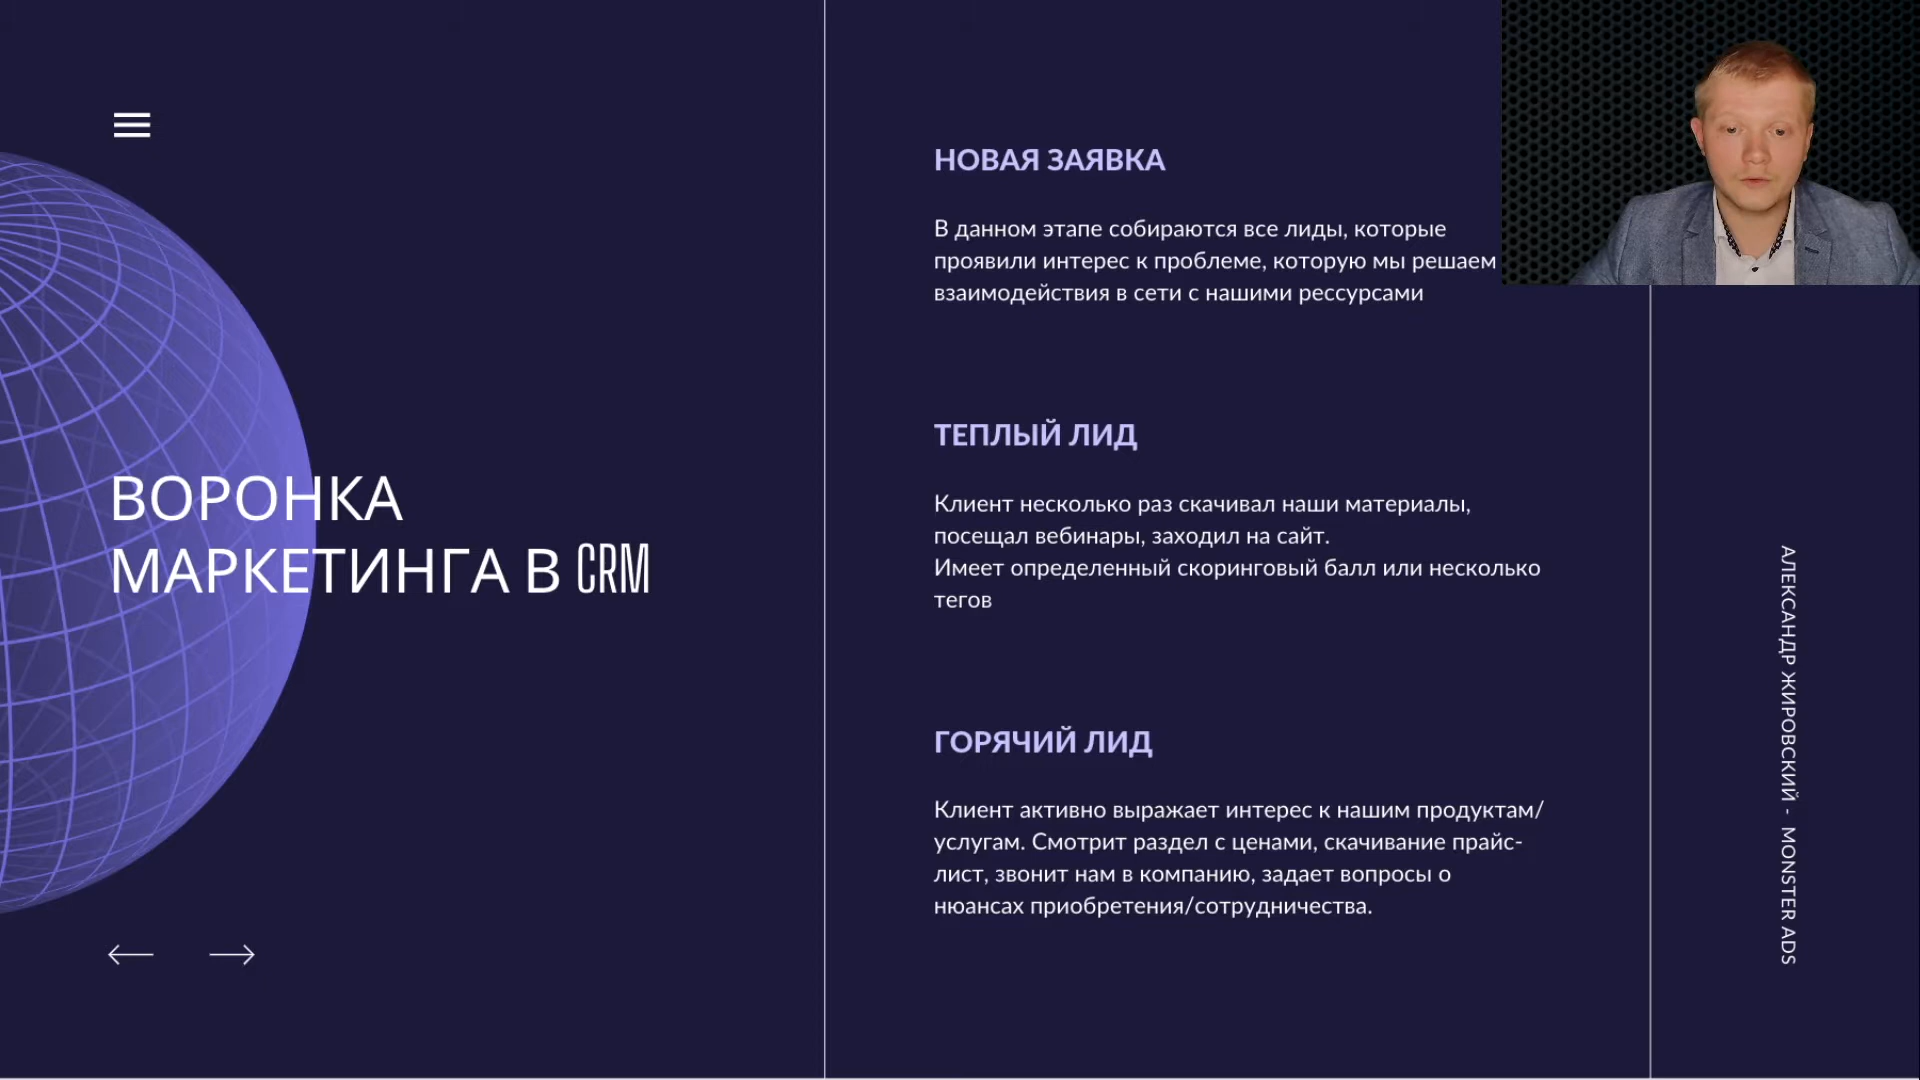 ВОРОНКА
МАРКЕТИНГА В CRM
НОВАЯ ЗАЯВКА
В данном этапе собираются все лиды, которые
проявили интерес к проблеме, которую мы решаем
взаимодействия в сети с нашими рессурсами
ТЕПЛЫЙ ЛИД
Клиент несколько раз скачивал наши материалы,
посещал вебинары, заходил на сайт.
Имеет определенный скоринговый балл или несколько
тегов
ГОРЯЧИЙ ЛИД
Клиент активно выражает интерес к нашим продуктам/
услугам. Смотрит раздел с ценами, скачивание прайс-
лист, звонит нам в компанию, задает вопросы о
нюансах приобретения/сотрудничества.
АЛЕКСАНДР ЖИРОВСКИЙ - MONSTER ADS